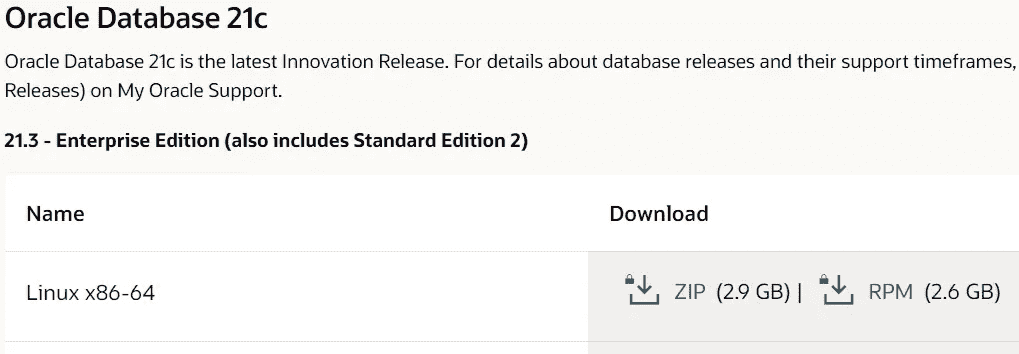 Oracle Database 21c
Oracle Database 21c is the latest Innovation Release. For details about database releases and their support timeframes,
Releases) on My Oracle Support.
21.3 - Enterprise Edition (also includes Standard Edition 2)
Name Download
Linux x86-64 ZIP (2.9 GB) | RPM (2.6 GB)